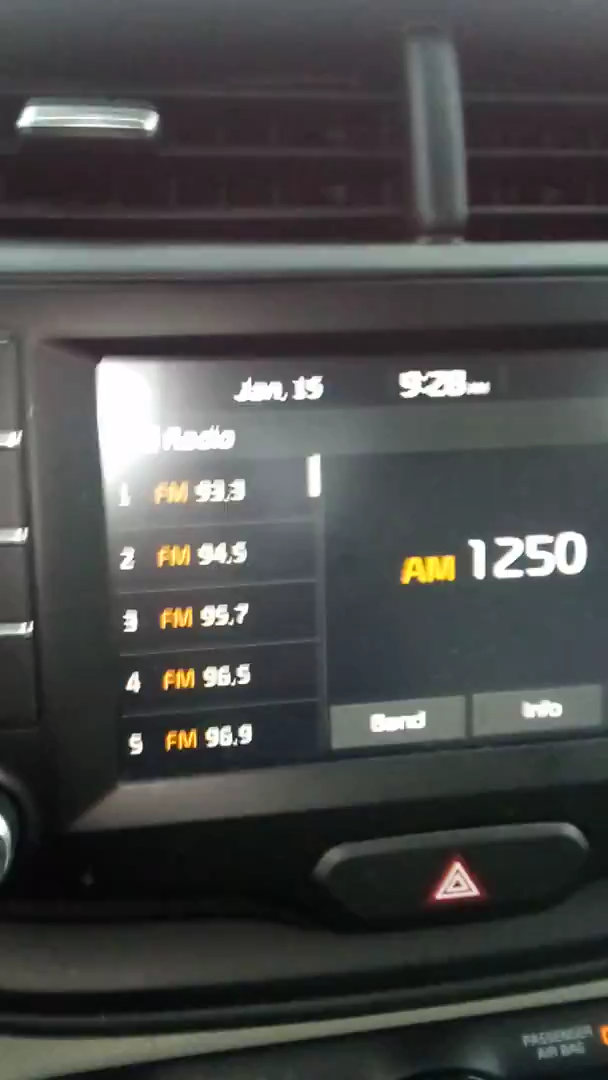 Jan, 15 9:28 AM
Radio
1 FM 93.3
2 FM 94.5
3 FM 95.7
4 FM 96.5
5 FM 96.9
AM 1250
Band Info
PASSENGER
AIR BAG